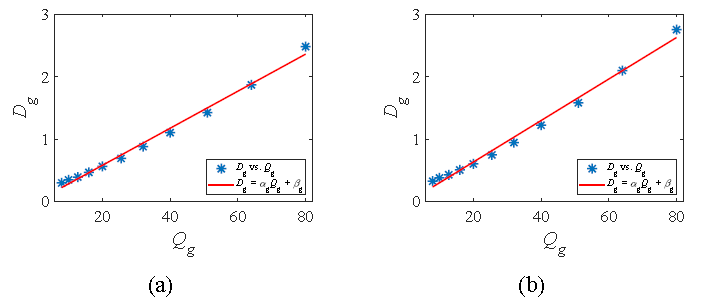 3
2
1
0
20
40
60
80
D_g
Q_g
D_g vs. Q_g
D_g = α_g Q_g + β_g
(a)
3
2
1
0
20
40
60
80
D_g
Q_g
D_g vs. Q_g
D_g = α_g Q_g + β_g
(b)